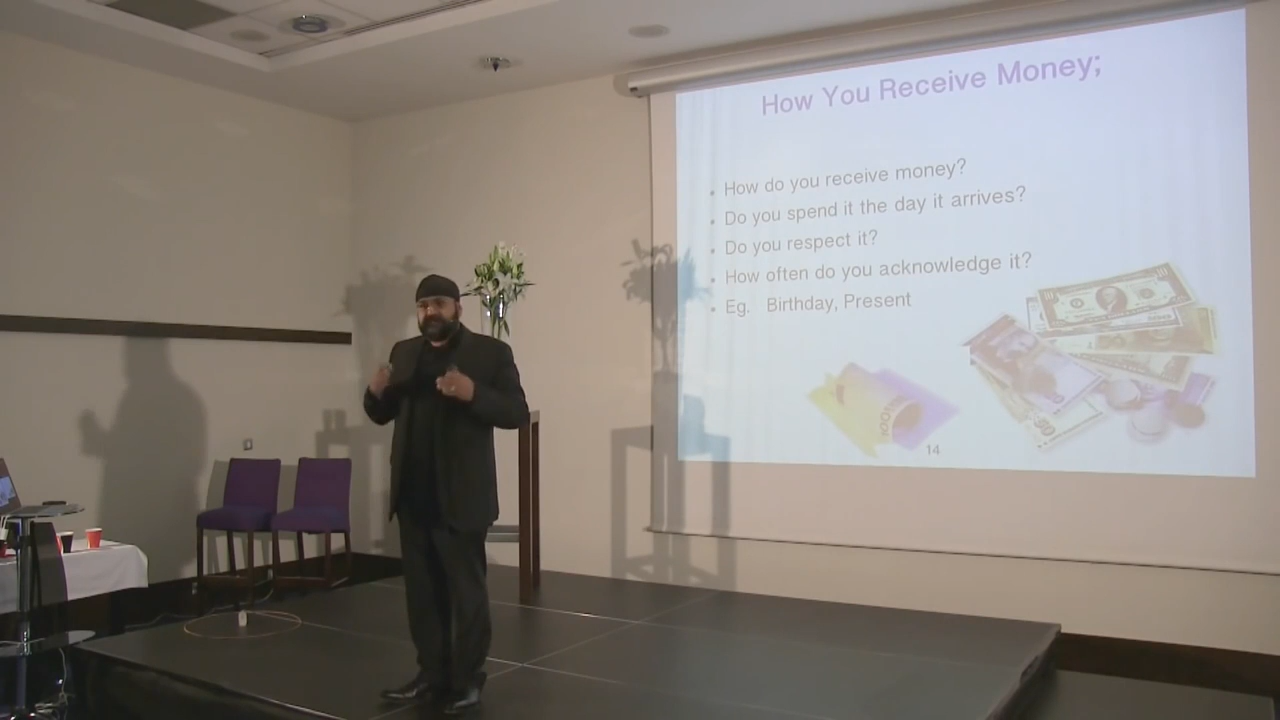 How You Receive Money;
How do you receive money?
Do you spend it the day it arrives?
Do you respect it?
How often do you acknowledge it?
Eg. Birthday, Present
14